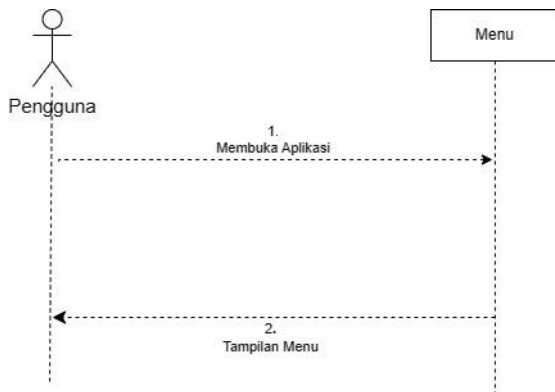 Menu
Pengguna
1.
Membuka Aplikasi
2.
Tampilan Menu